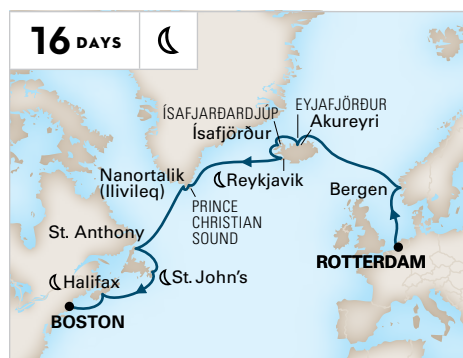 16 DAYS
ÍSAFJARÐARDJÚP
Ísafjörður
EYJAFJÖRÐUR
Akureyri
Reykjavik
Nanortalik
(Ilivileq)
PRINCE
CHRISTIAN
SOUND
Bergen
St. Anthony
ROTTERDAM
Halifax
St. John's
BOSTON